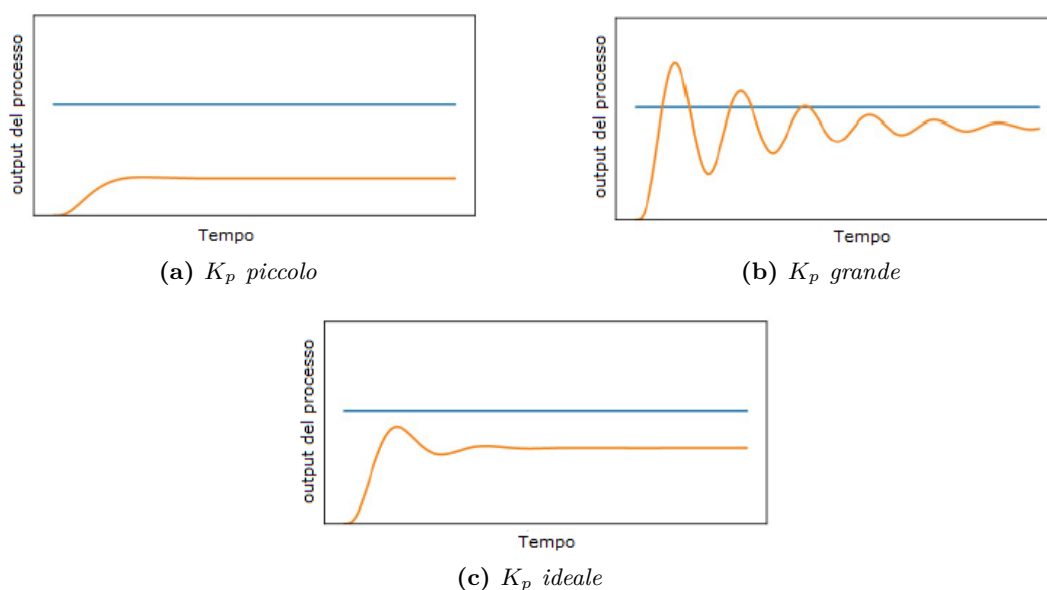 output del processo
Tempo
(a) Kp piccolo
output del processo
Tempo
(b) Kp grande
output del processo
Tempo
(c) Kp ideale